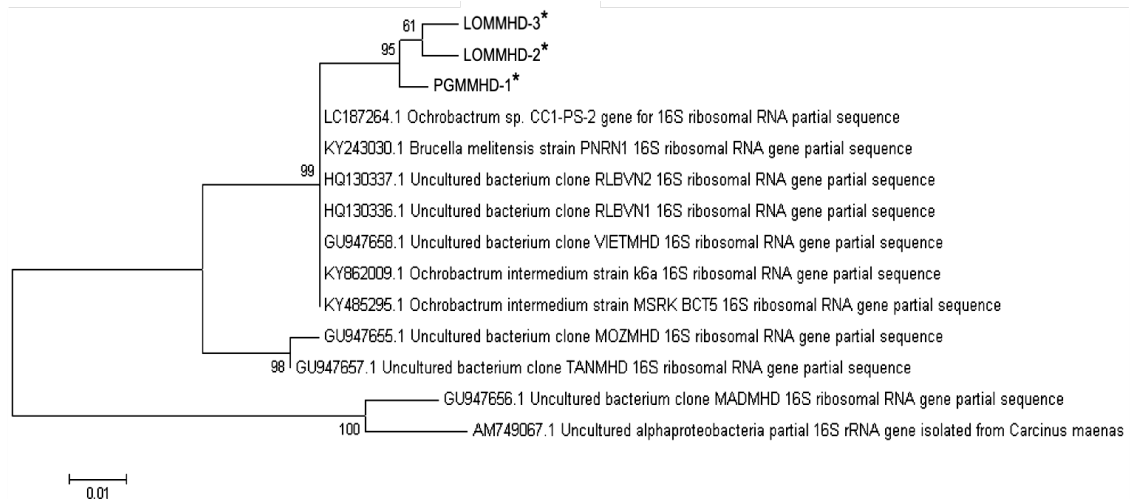 61
LOMMHD-3*
95
LOMMHD-2*
PGMMHD-1*
LC187264.1 Ochrobactrum sp. CC1-PS-2 gene for 16S ribosomal RNA partial sequence
KY243030.1 Brucella melitensis strain PNRN1 16S ribosomal RNA gene partial sequence
99
HQ130337.1 Uncultured bacterium clone RLBVN2 16S ribosomal RNA gene partial sequence
HQ130336.1 Uncultured bacterium clone RLBVN1 16S ribosomal RNA gene partial sequence
GU947658.1 Uncultured bacterium clone VIETMHD 16S ribosomal RNA gene partial sequence
KY862009.1 Ochrobactrum intermedium strain k6a 16S ribosomal RNA gene partial sequence
KY485295.1 Ochrobactrum intermedium strain MSRK BCT5 16S ribosomal RNA gene partial sequence
GU947655.1 Uncultured bacterium clone MOZMHD 16S ribosomal RNA gene partial sequence
98
GU947657.1 Uncultured bacterium clone TANMHD 16S ribosomal RNA gene partial sequence
GU947656.1 Uncultured bacterium clone MADMHD 16S ribosomal RNA gene partial sequence
100
AM749067.1 Uncultured alphaproteobacteria partial 16S rRNA gene isolated from Carcinus maenas
0.01